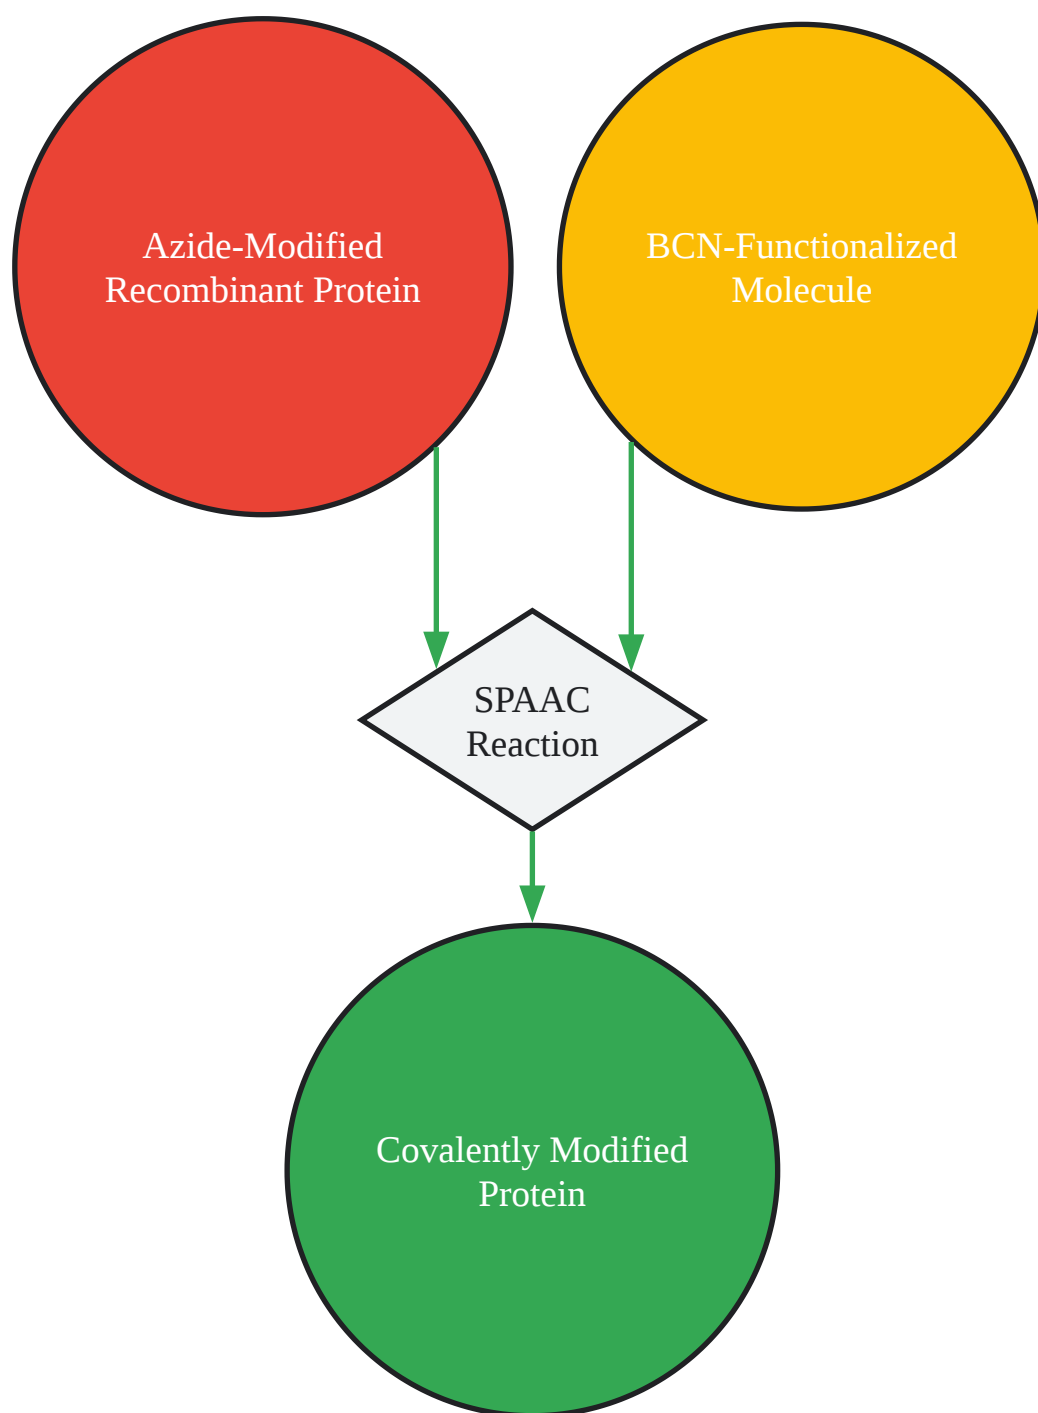 Azide-Modified
Recombinant Protein
BCN-Functionalized
Molecule
SPAAC
Reaction
Covalently Modified
Protein